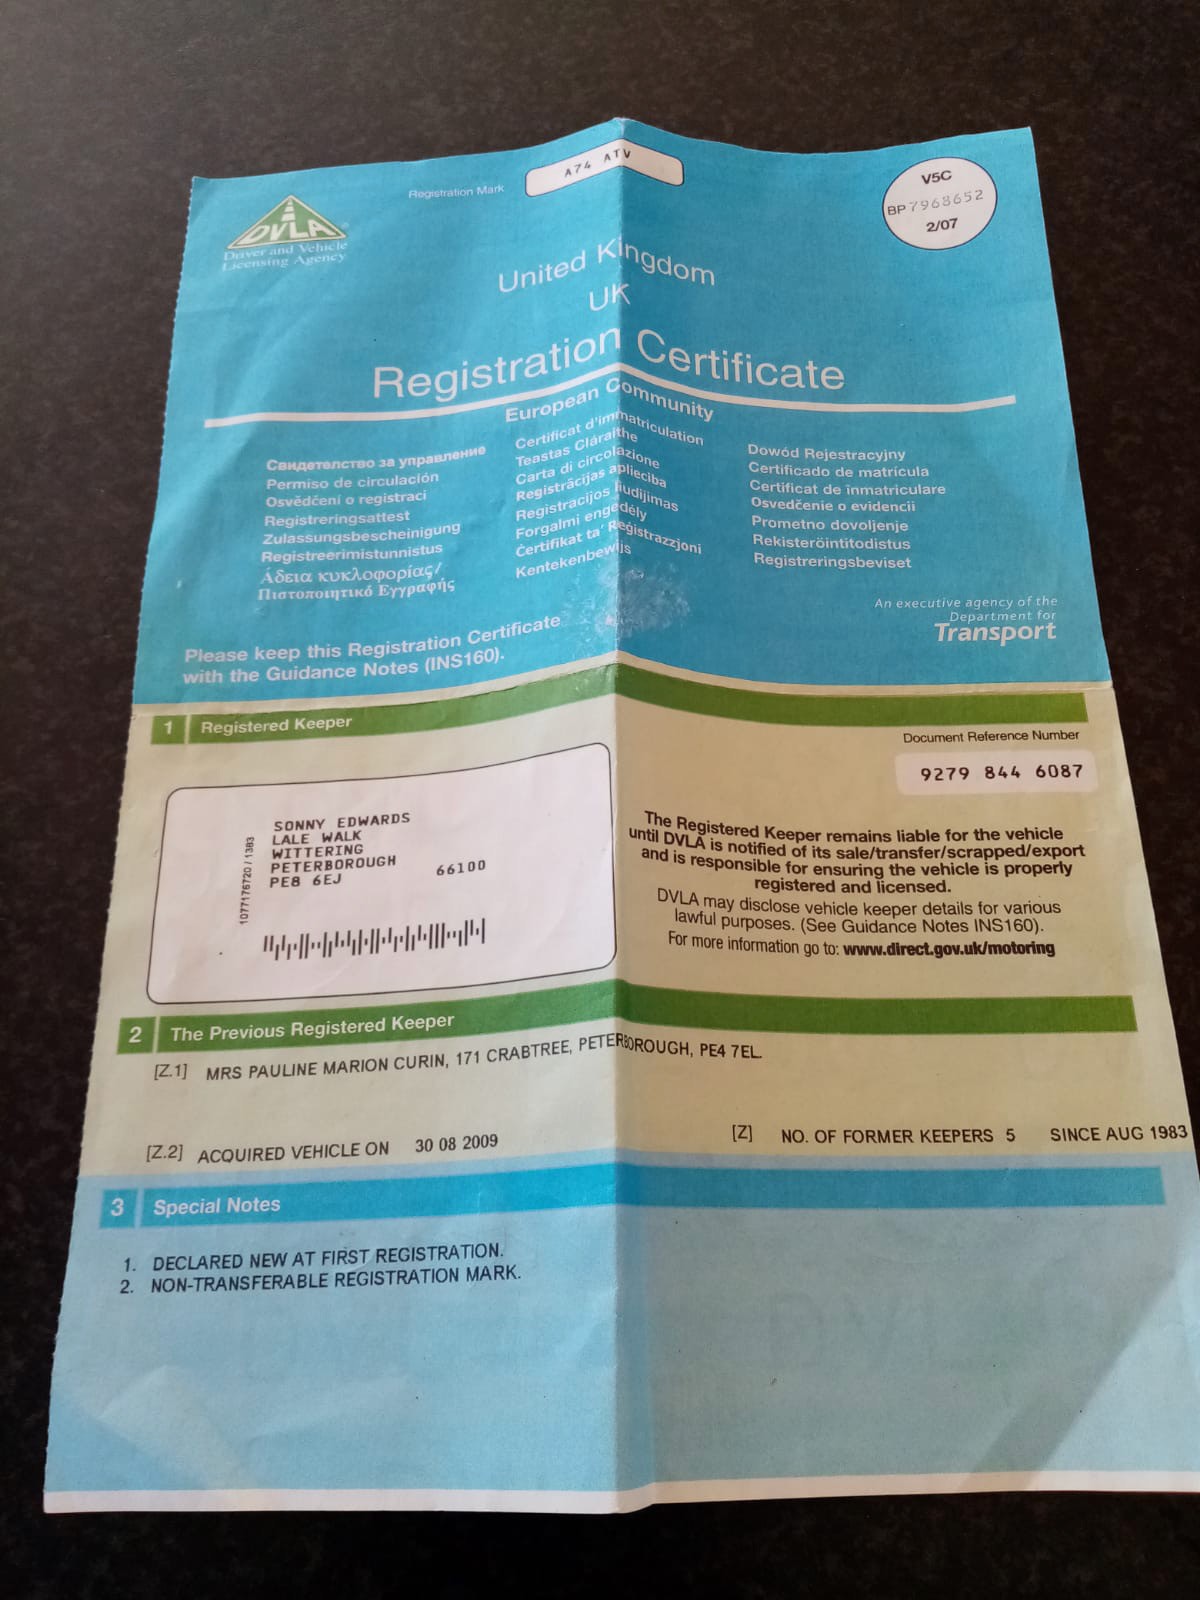 Registration Mark
A74 ATV
V5C
BP 7968652
2/07
DVLA
Driver and Vehicle
Licensing Agency
United Kingdom
UK
Registration Certificate
European Community
Свидетелство за управление
Permiso de circulación
Osvědčení o registraci
Registreringsattest
Zulassungsbescheinigung
Registreerimistunnistus
Άδεια κυκλοφορίας/
Πιστοποιητικό Εγγραφής
Certificat d'immatriculation
Teastas Cláraithe
Carta di circolazione
Registrācijas apliecība
Registracijos liudijimas
Forgalmi engedély
Ċertifikat ta' Reġistrazzjoni
Kentekenbewijs
Dowód Rejestracyjny
Certificado de matrícula
Certificat de înmatriculare
Osvedčenie o evidencii
Prometno dovoljenje
Rekisteröintitodistus
Registreringsbeviset
An executive agency of the
Department for
Transport
Please keep this Registration Certificate
with the Guidance Notes (INS160).
1 Registered Keeper
Document Reference Number
9279 844 6087
1077176720 / 1383
SONNY EDWARDS
LALE WALK
WITTERING
PETERBOROUGH
PE8 6EJ 66100
The Registered Keeper remains liable for the vehicle
until DVLA is notified of its sale/transfer/scrapped/export
and is responsible for ensuring the vehicle is properly
registered and licensed.
DVLA may disclose vehicle keeper details for various
lawful purposes. (See Guidance Notes INS160).
For more information go to: www.direct.gov.uk/motoring
2 The Previous Registered Keeper
[Z.1] MRS PAULINE MARION CURIN, 171 CRABTREE, PETERBOROUGH, PE4 7EL.
[Z.2] ACQUIRED VEHICLE ON 30 08 2009
[Z] NO. OF FORMER KEEPERS 5 SINCE AUG 1983
3 Special Notes
1. DECLARED NEW AT FIRST REGISTRATION.
2. NON-TRANSFERABLE REGISTRATION MARK.